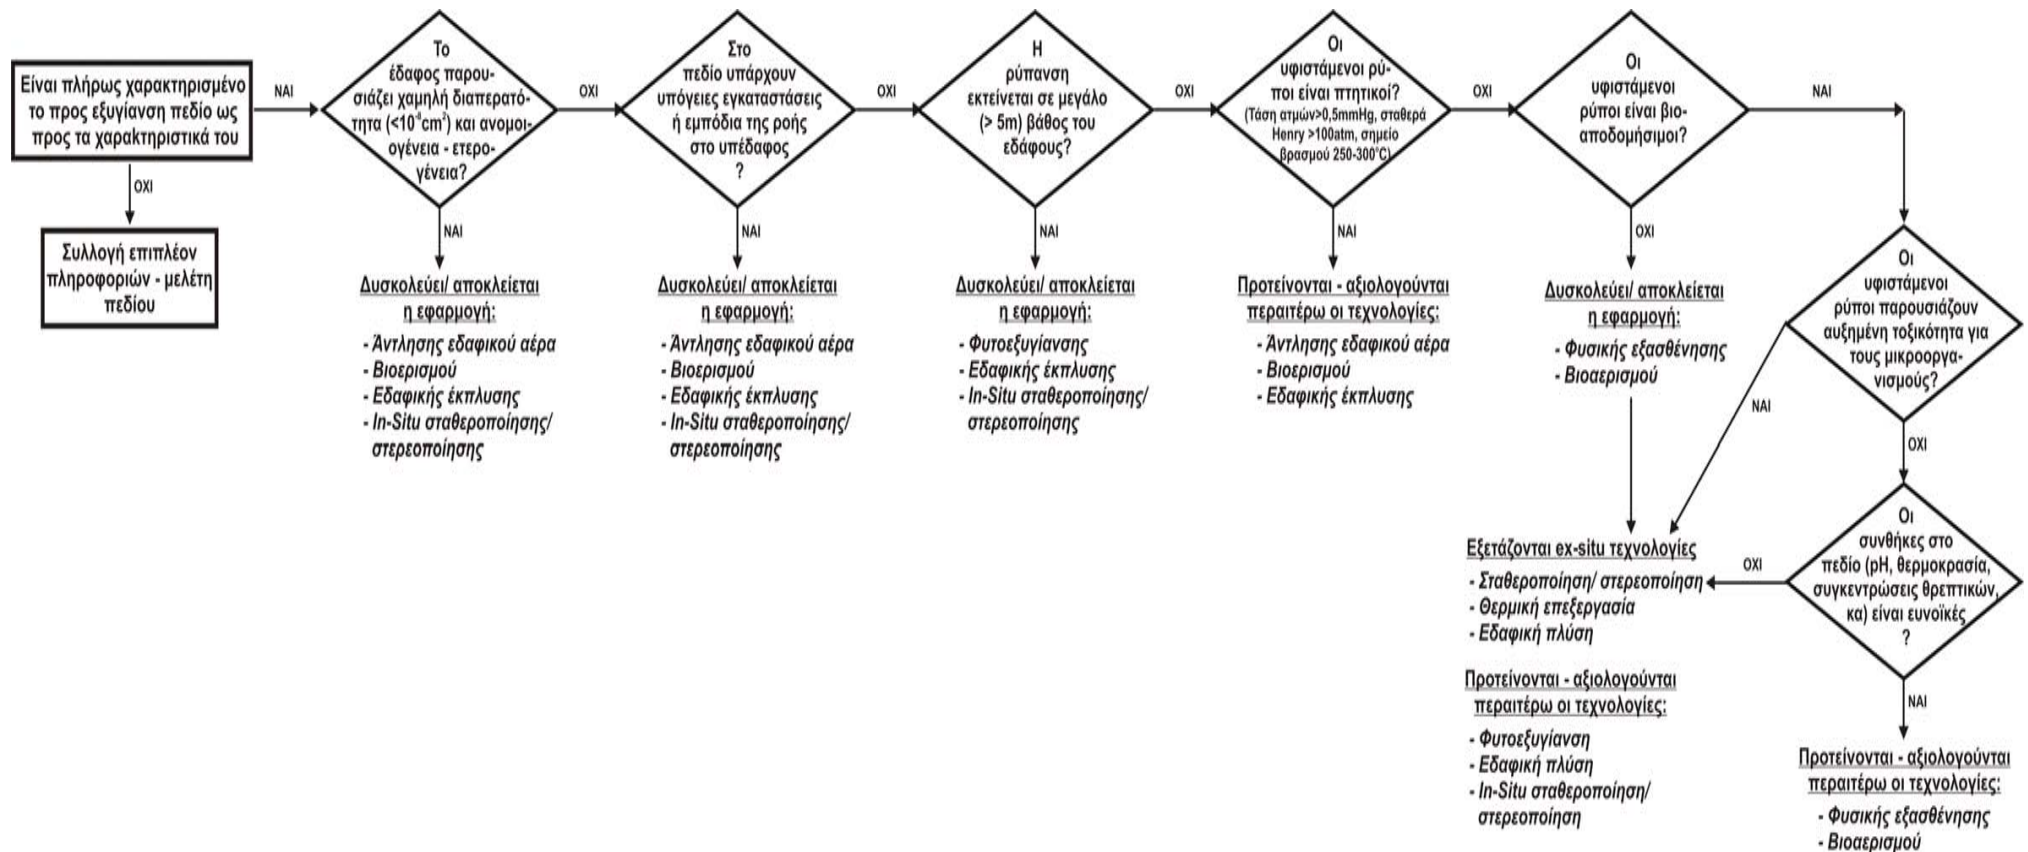 Είναι πλήρως χαρακτηρισμένο
το προς εξυγίανση πεδίο ως
προς τα χαρακτηριστικά του
ΝΑΙ
ΟΧΙ
Συλλογή επιπλέον
πληροφοριών - μελέτη
πεδίου
Το
έδαφος παρου-
σιάζει χαμηλή διαπερατό-
τητα (<10⁻⁸cm²) και ανομοι-
ογένεια - ετερο-
γένεια?
ΟΧΙ
ΝΑΙ
Δυσκολεύει/ αποκλείεται
η εφαρμογή:
- Άντλησης εδαφικού αέρα
- Βιοερισμού
- Εδαφικής έκπλυσης
- In-Situ σταθεροποίησης/
στερεοποίησης
Στο
πεδίο υπάρχουν
υπόγειες εγκαταστάσεις
ή εμπόδια της ροής
στο υπέδαφος
?
ΟΧΙ
ΝΑΙ
Δυσκολεύει/ αποκλείεται
η εφαρμογή:
- Άντλησης εδαφικού αέρα
- Βιοερισμού
- Εδαφικής έκπλυσης
- In-Situ σταθεροποίησης/
στερεοποίησης
Η
ρύπανση
εκτείνεται σε μεγάλο
(> 5m) βάθος του
εδάφους?
ΟΧΙ
ΝΑΙ
Δυσκολεύει/ αποκλείεται
η εφαρμογή:
- Φυτοεξυγίανσης
- Εδαφικής έκπλυσης
- In-Situ σταθεροποίησης/
στερεοποίησης
Οι
υφιστάμενοι ρύ-
ποι είναι πτητικοί?
(Τάση ατμών>0,5mmHg, σταθερά
Henry >100atm, σημείο
βρασμού 250-300°C)
ΟΧΙ
ΝΑΙ
Προτείνονται - αξιολογούνται
περαιτέρω οι τεχνολογίες:
- Άντλησης εδαφικού αέρα
- Βιοερισμού
- Εδαφικής έκπλυσης
Οι
υφιστάμενοι
ρύποι είναι βιο-
αποδομήσιμοι?
ΝΑΙ
ΟΧΙ
Δυσκολεύει/ αποκλείεται
η εφαρμογή:
- Φυσικής εξασθένησης
- Βιοαερισμού
Οι
υφιστάμενοι
ρύποι παρουσιάζουν
αυξημένη τοξικότητα για
τους μικροοργα-
νισμούς?
ΝΑΙ
ΟΧΙ
Οι
συνθήκες στο
πεδίο (pH, θερμοκρασία,
συγκεντρώσεις θρεπτικών,
κα) είναι ευνοϊκές
?
ΟΧΙ
ΝΑΙ
Εξετάζονται ex-situ τεχνολογίες
- Σταθεροποίηση/ στερεοποίηση
- Θερμική επεξεργασία
- Εδαφική πλύση
Προτείνονται - αξιολογούνται
περαιτέρω οι τεχνολογίες:
- Φυτοεξυγίανση
- Εδαφική πλύση
- In-Situ σταθεροποίηση/
στερεοποίηση
Προτείνονται - αξιολογούνται
περαιτέρω οι τεχνολογίες:
- Φυσικής εξασθένησης
- Βιοαερισμού